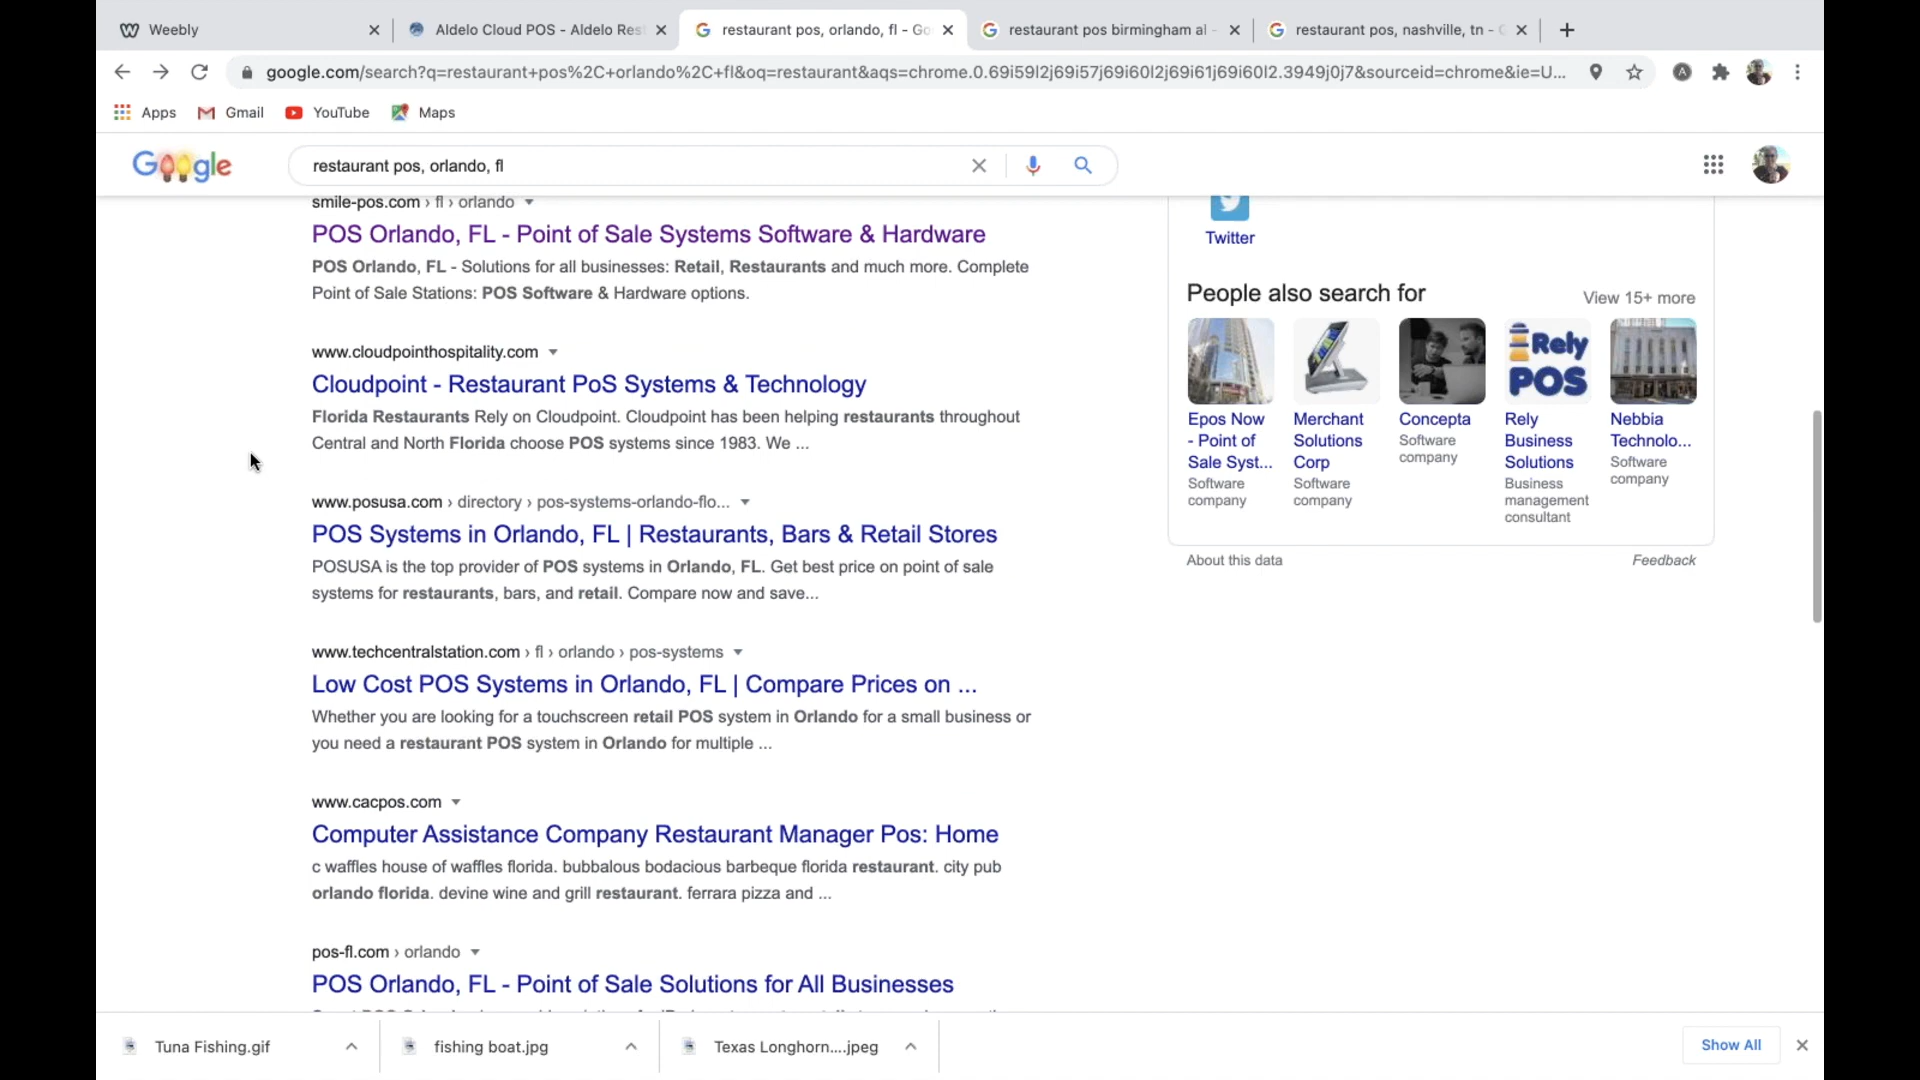 Weebly
Aldelo Cloud POS - Aldelo Res
restaurant pos, orlando, fl - Go
restaurant pos birmingham al -
restaurant pos, nashville, tn - G
google.com/search?q=restaurant+pos%2C+orlando%2C+fl&oq=restaurant&aqs=chrome.0.69i59l2j69i57j69i60l2j69i61j69i60l2.3949j0j7&sourceid=chrome&ie=U...
Apps
Gmail
YouTube
Maps
Google
restaurant pos, orlando, fl
smile-pos.com › fl › orlando
POS Orlando, FL - Point of Sale Systems Software & Hardware
POS Orlando, FL - Solutions for all businesses: Retail, Restaurants and much more. Complete
Point of Sale Stations: POS Software & Hardware options.
www.cloudpointhospitality.com
Cloudpoint - Restaurant PoS Systems & Technology
Florida Restaurants Rely on Cloudpoint. Cloudpoint has been helping restaurants throughout
Central and North Florida choose POS systems since 1983. We ...
www.posusa.com › directory › pos-systems-orlando-flo...
POS Systems in Orlando, FL | Restaurants, Bars & Retail Stores
POSUSA is the top provider of POS systems in Orlando, FL. Get best price on point of sale
systems for restaurants, bars, and retail. Compare now and save...
www.techcentralstation.com › fl › orlando › pos-systems
Low Cost POS Systems in Orlando, FL | Compare Prices on ...
Whether you are looking for a touchscreen retail POS system in Orlando for a small business or
you need a restaurant POS system in Orlando for multiple ...
www.cacpos.com
Computer Assistance Company Restaurant Manager Pos: Home
c waffles house of waffles florida. bubbalous bodacious barbeque florida restaurant. city pub
orlando florida. devine wine and grill restaurant. ferrara pizza and ...
pos-fl.com › orlando
POS Orlando, FL - Point of Sale Solutions for All Businesses
Twitter
People also search for
View 15+ more
Rely
POS
Epos Now
- Point of
Sale Syst...
Software
company
Merchant
Solutions
Corp
Software
company
Concepta
Software
company
Rely
Business
Solutions
Business
management
consultant
Nebbia
Technolo...
Software
company
About this data
Feedback
Tuna Fishing.gif
fishing boat.jpg
Texas Longhorn....jpeg
Show All